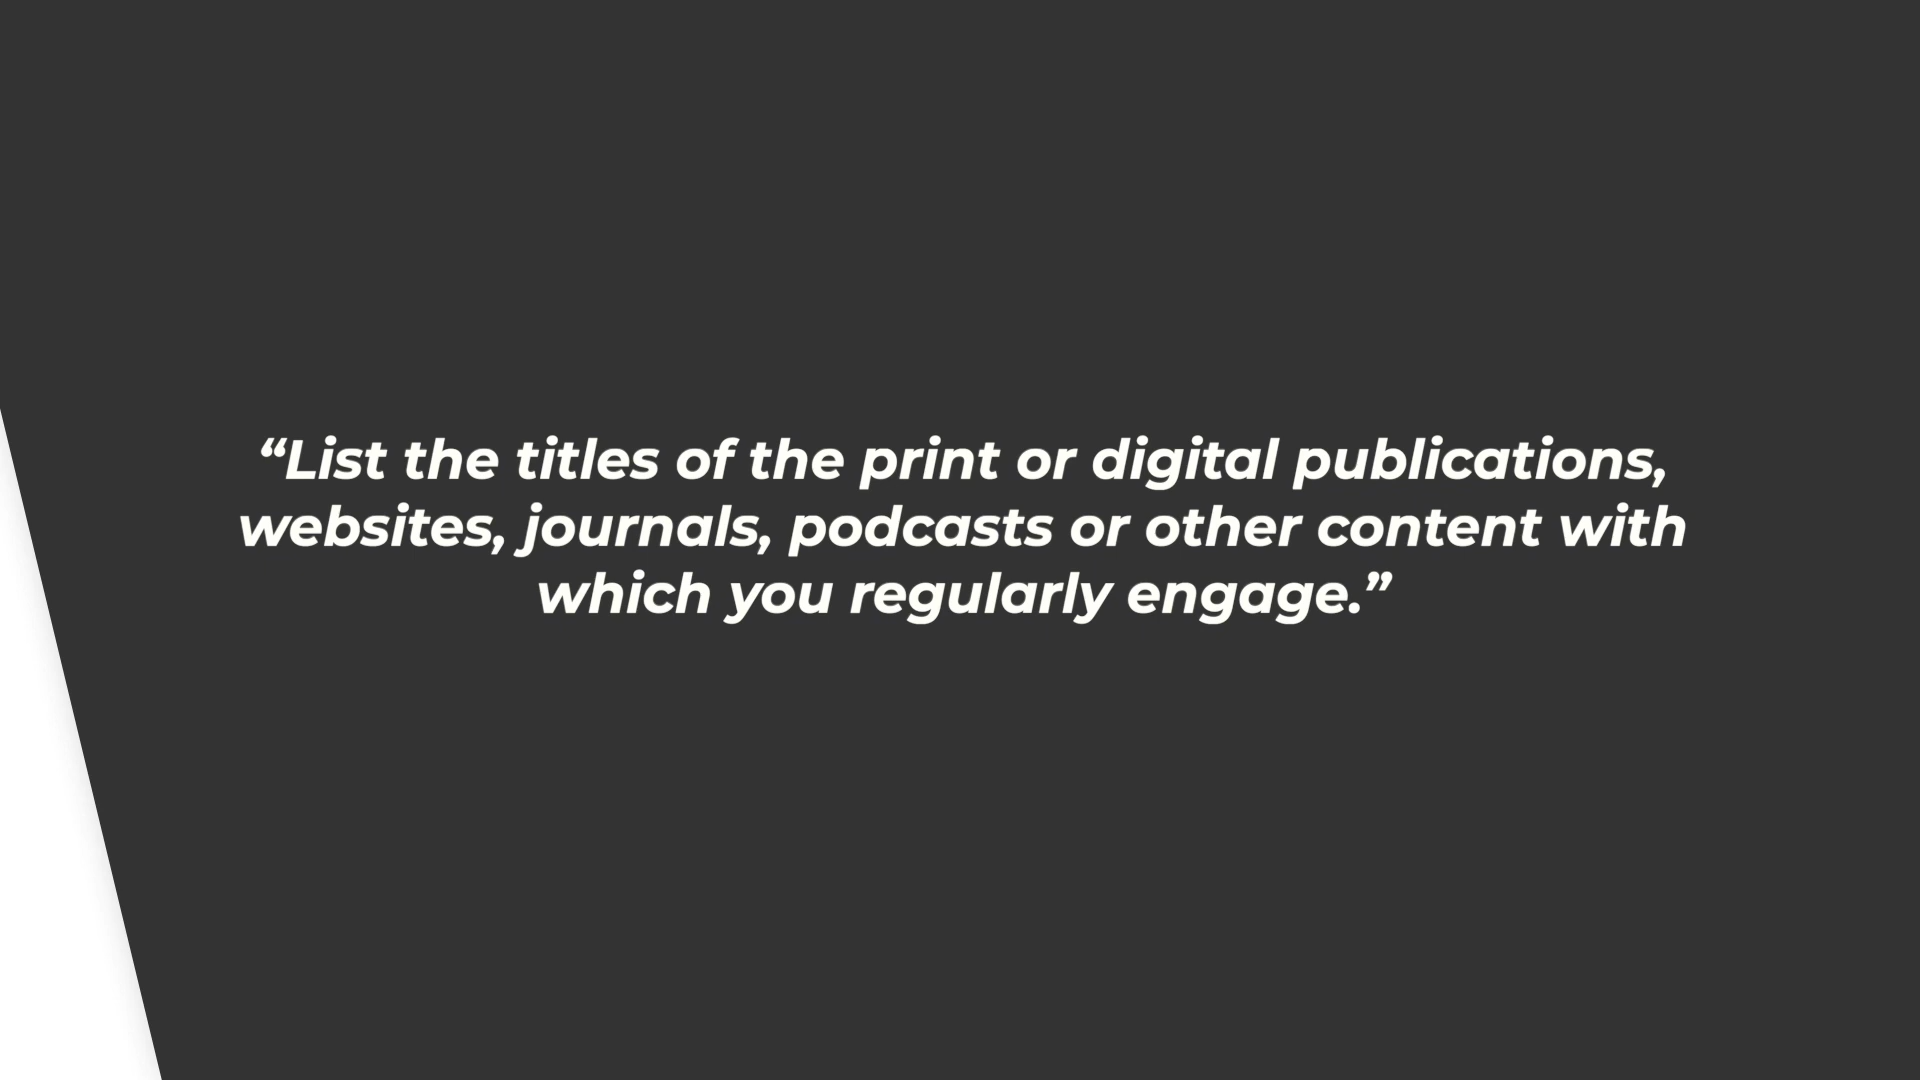 “List the titles of the print or digital publications,
websites, journals, podcasts or other content with
which you regularly engage.”